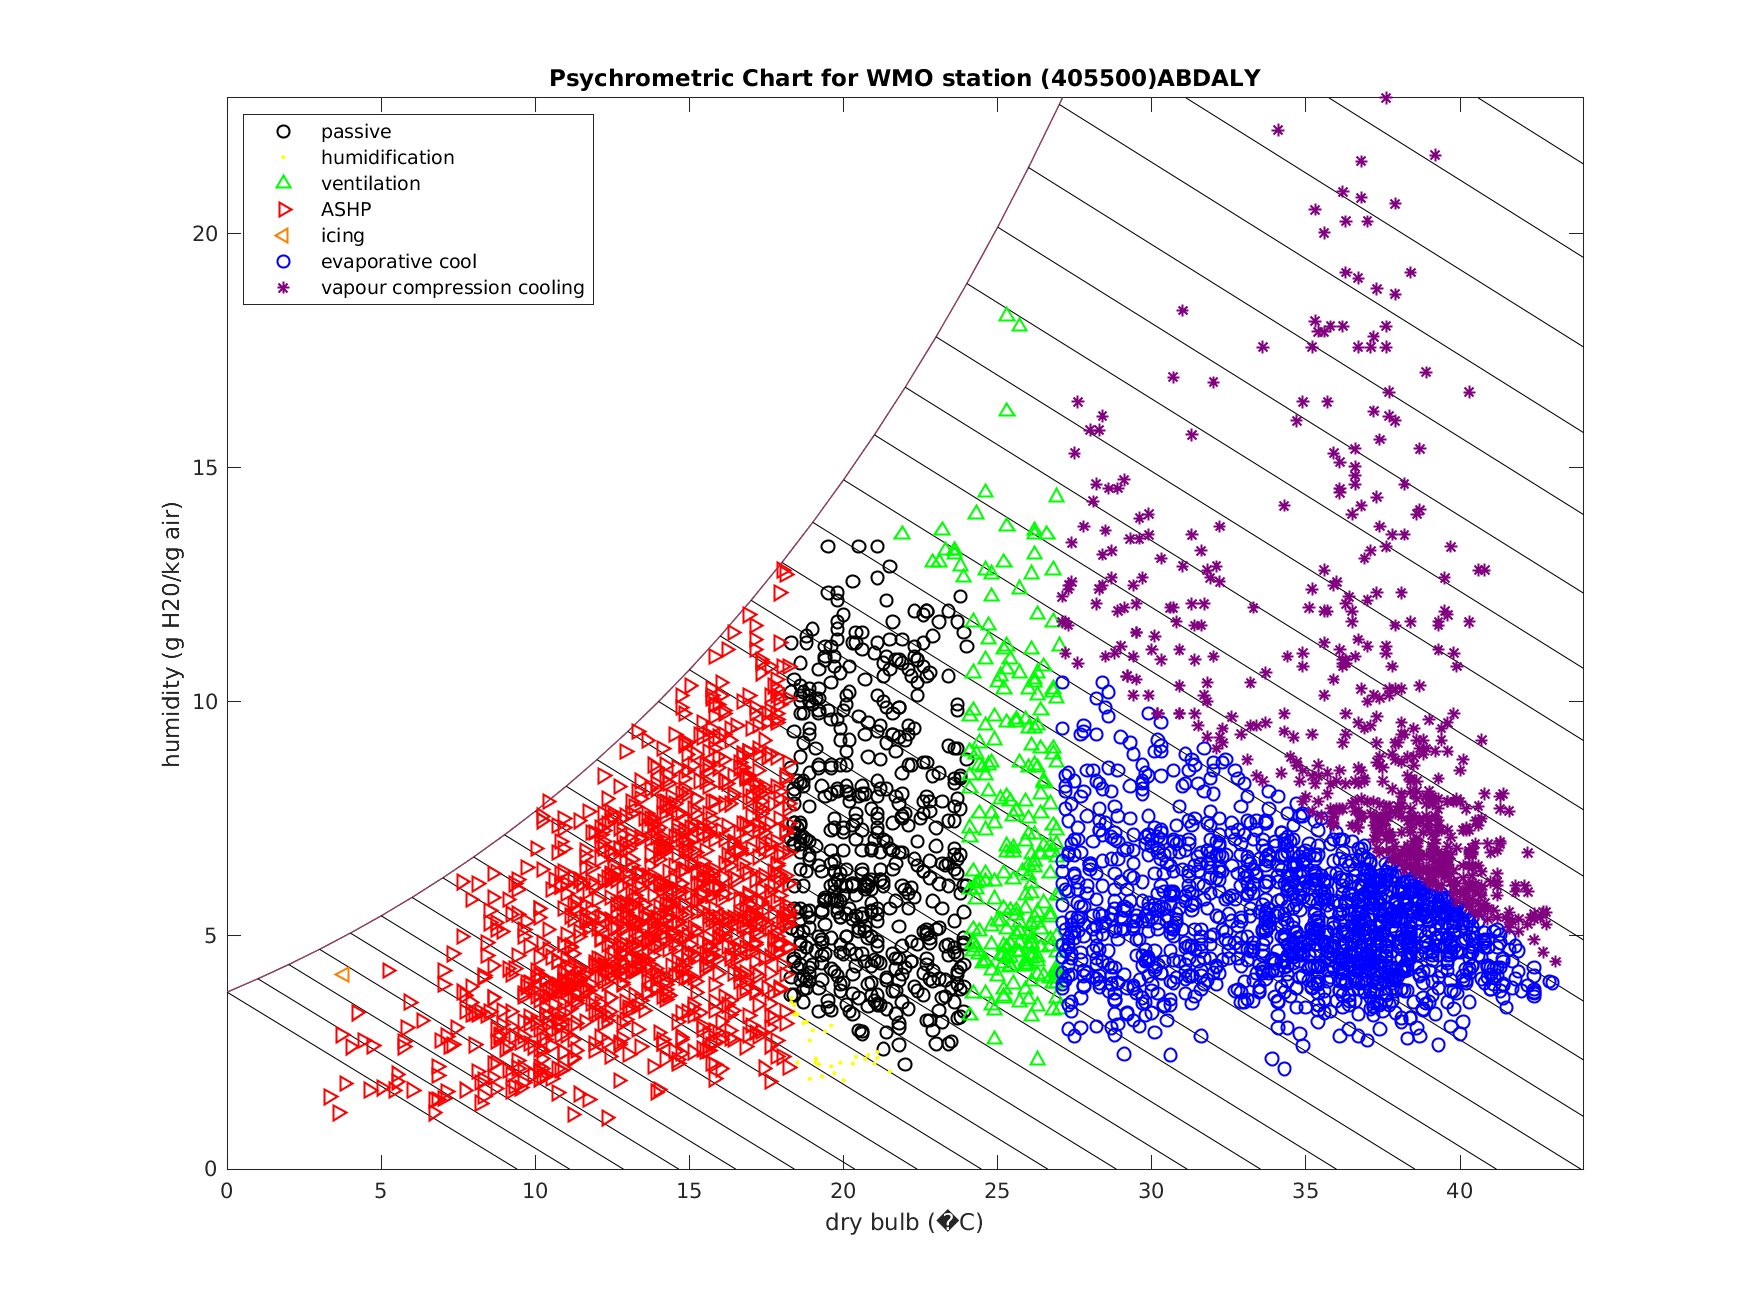 Psychrometric Chart for WMO station (405500)ABDALY
passive
humidification
ventilation
ASHP
icing
evaporative cool
vapour compression cooling
humidity (g H20/kg air)
20
15
10
5
0
0 5 10 15 20 25 30 35 40
dry bulb (�C)